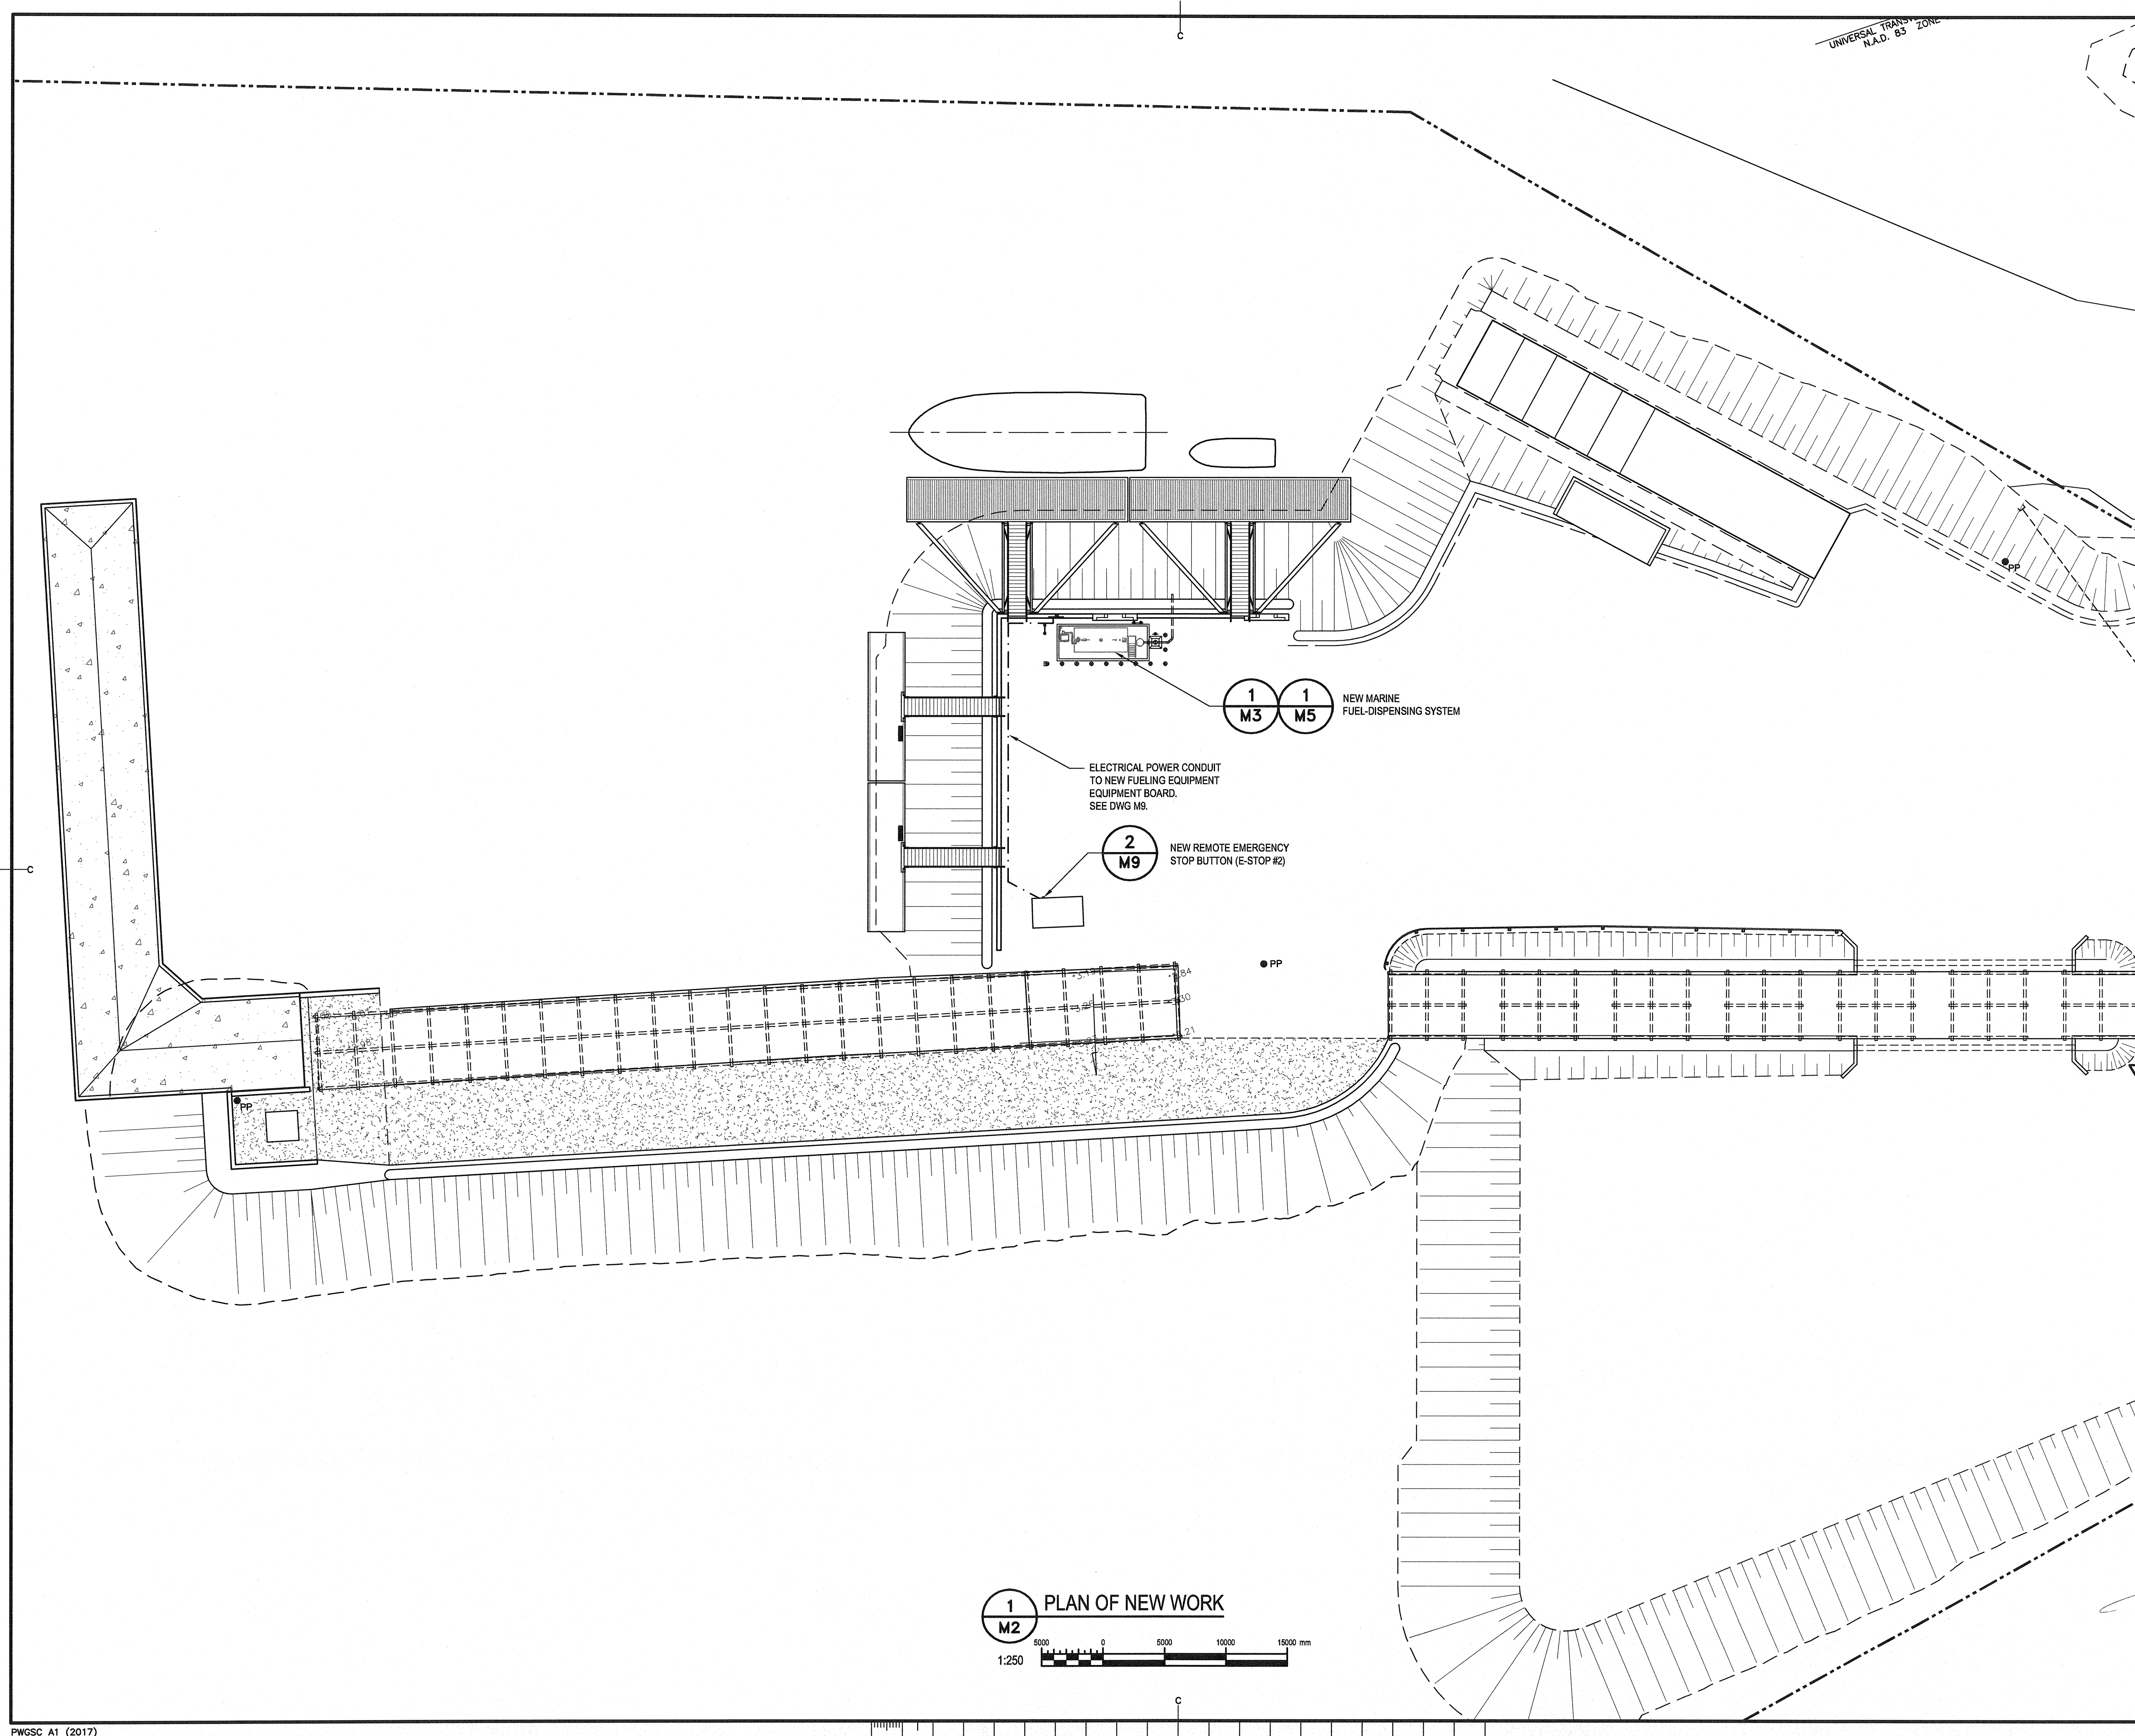 C
UNIVERSAL
N.A.D. 83 ZONE
PP
1
M3
1
M5
NEW MARINE
FUEL-DISPENSING SYSTEM
ELECTRICAL POWER CONDUIT
TO NEW FUELING EQUIPMENT
EQUIPMENT BOARD.
SEE DWG M9.
2
M9
NEW REMOTE EMERGENCY
STOP BUTTON (E-STOP #2)
C
PP
PP
1
M2
PLAN OF NEW WORK
1:250
5000 0 5000 10000 15000 mm
C
PWGSC A1 (2017)